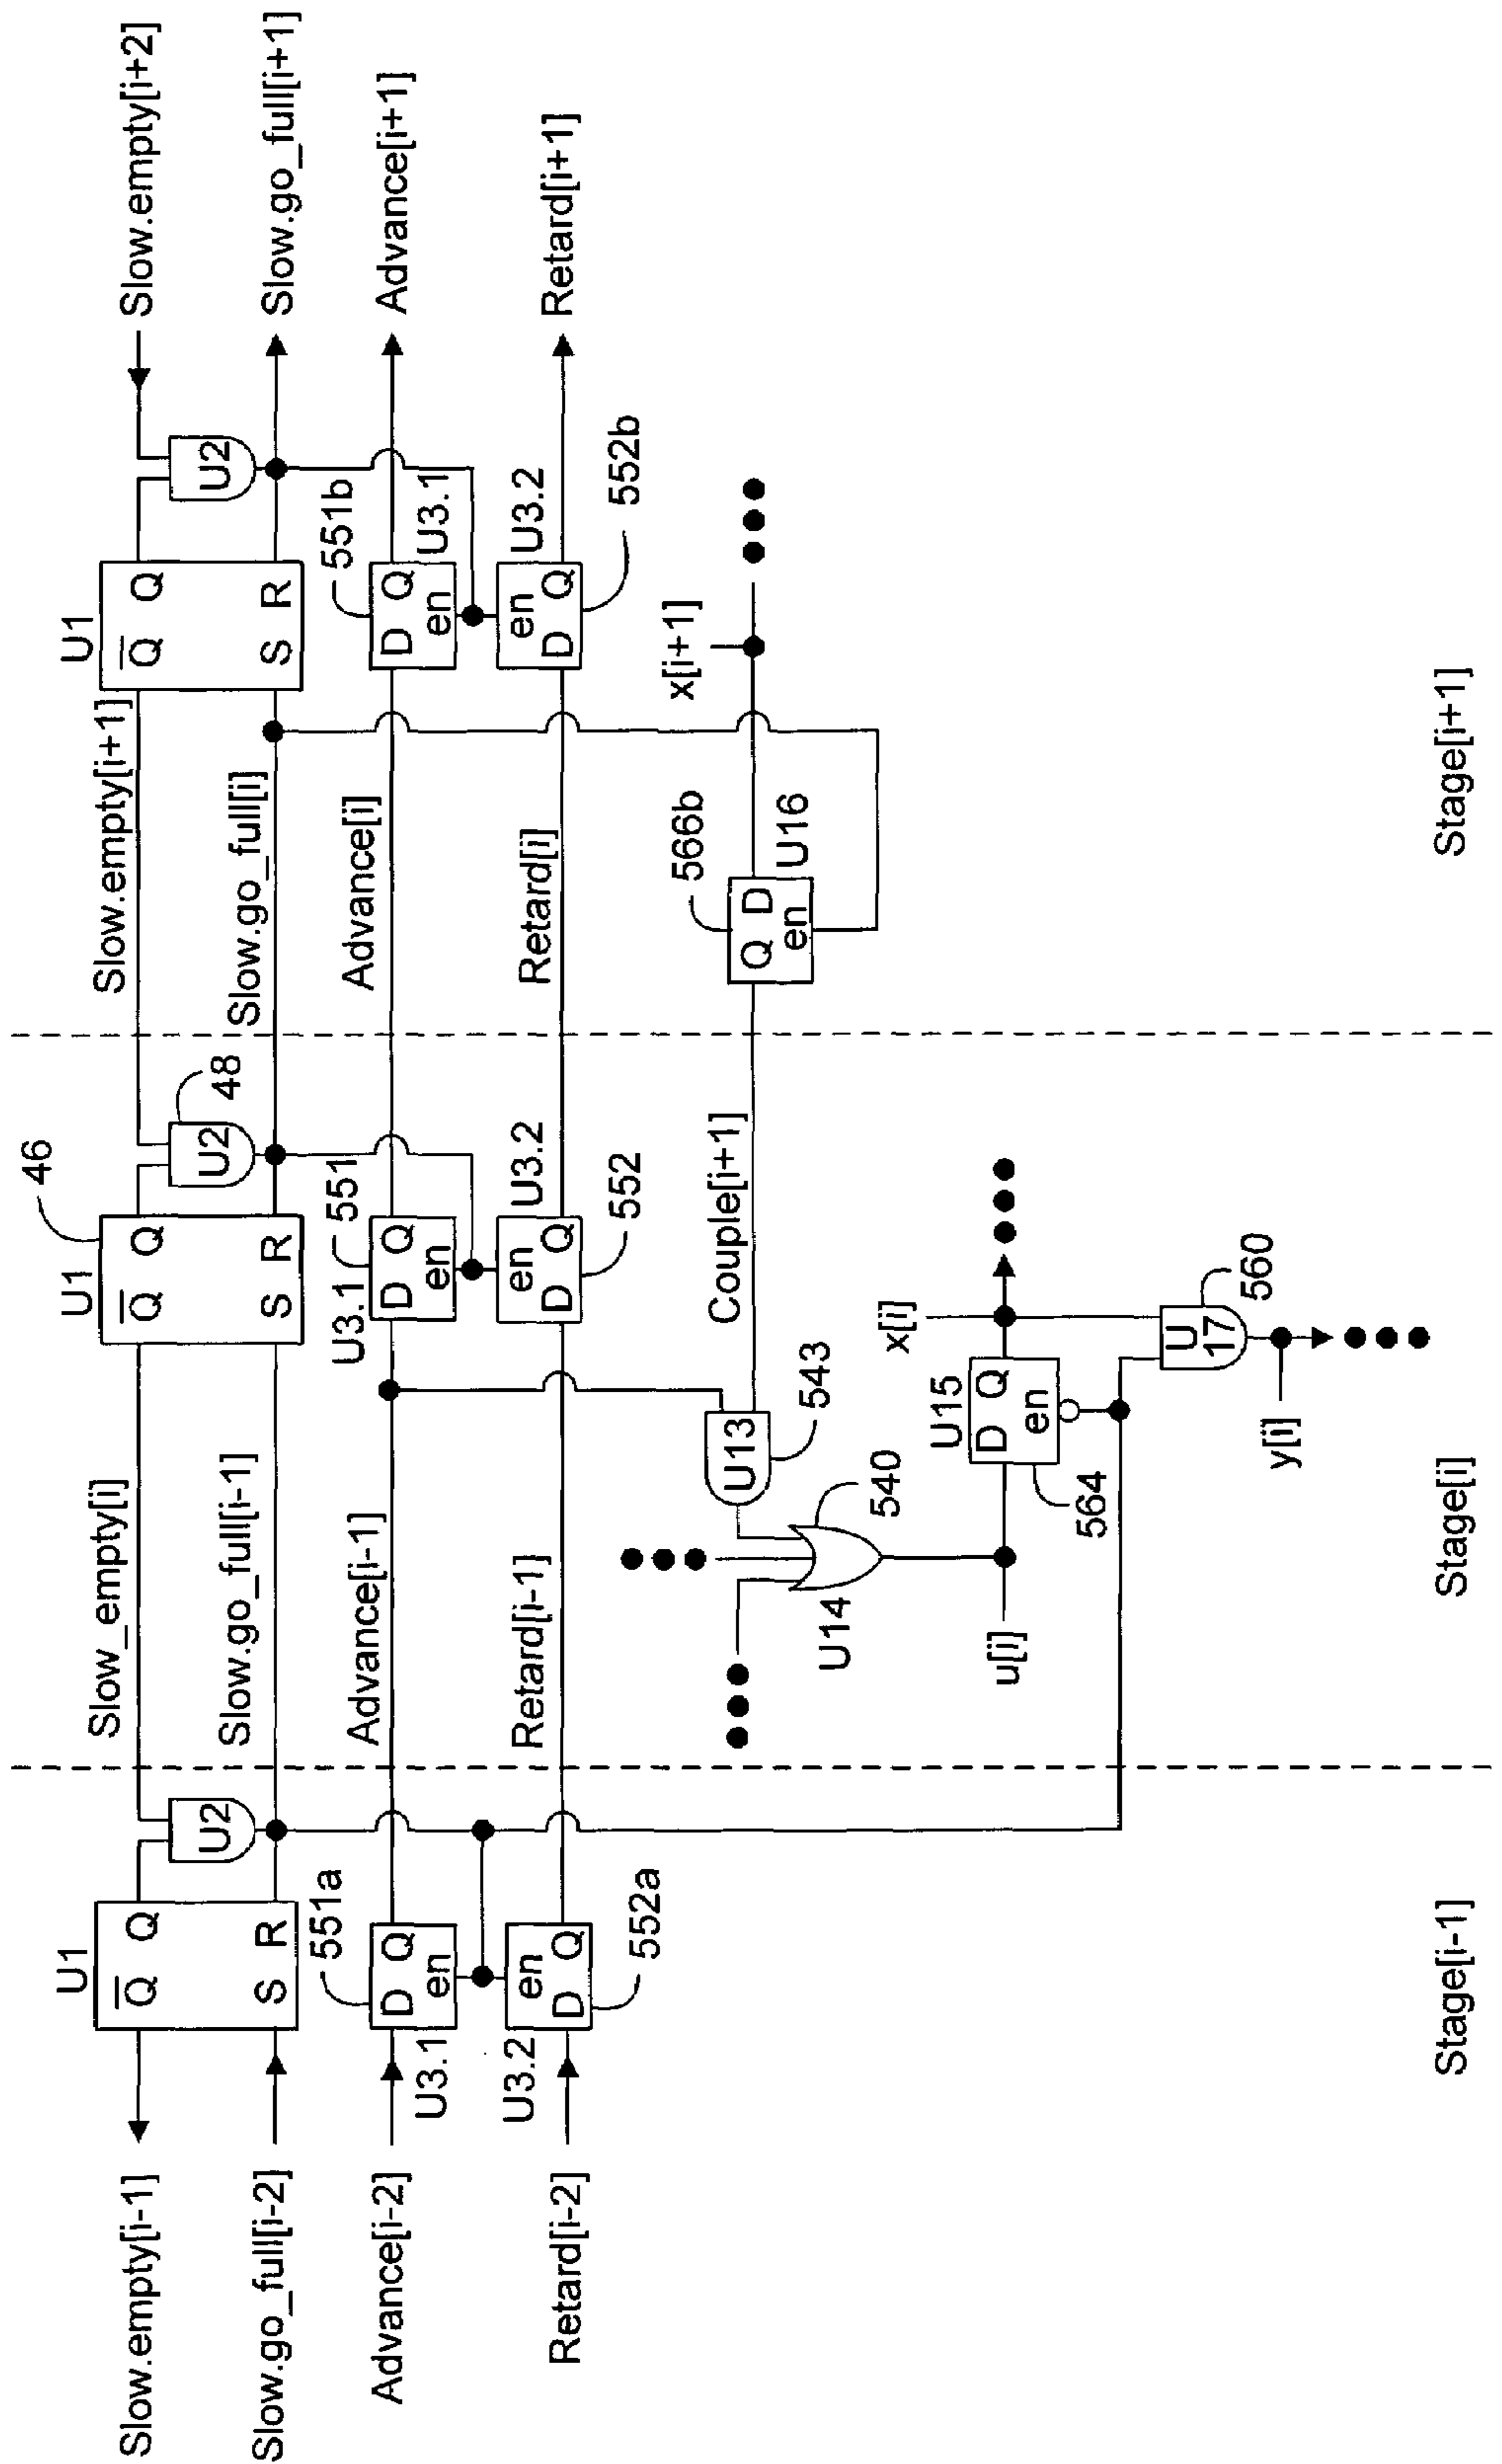 Slow.empty[i-1]
Slow_empty[i]
Slow.empty[i+1]
Slow.empty[i+2]
U1
Q Q
S R
U2
U1
46
Q Q
S R
U2
48
U1
Q Q
S R
U2
Slow.go_full[i-2]
Slow.go_full[i-1]
Slow.go_full[i]
Slow.go_full[i+1]
Advance[i-2]
U3.1
D Q
en
551a
Advance[i-1]
U3.1
D Q
en
551
Advance[i]
D Q
en
551b
U3.1
Advance[i+1]
Retard[i-2]
U3.2
en
D Q
552a
Retard[i-1]
en
D Q
U3.2
552
Retard[i]
en
D Q
U3.2
552b
Retard[i+1]
U13
543
Couple[i+1]
Q D
en
566b
U16
x[i+1]
U14
540
u[i]
U15
D Q
en
564
x[i]
U
17
560
y[i]
Stage[i-1]
Stage[i]
Stage[i+1]